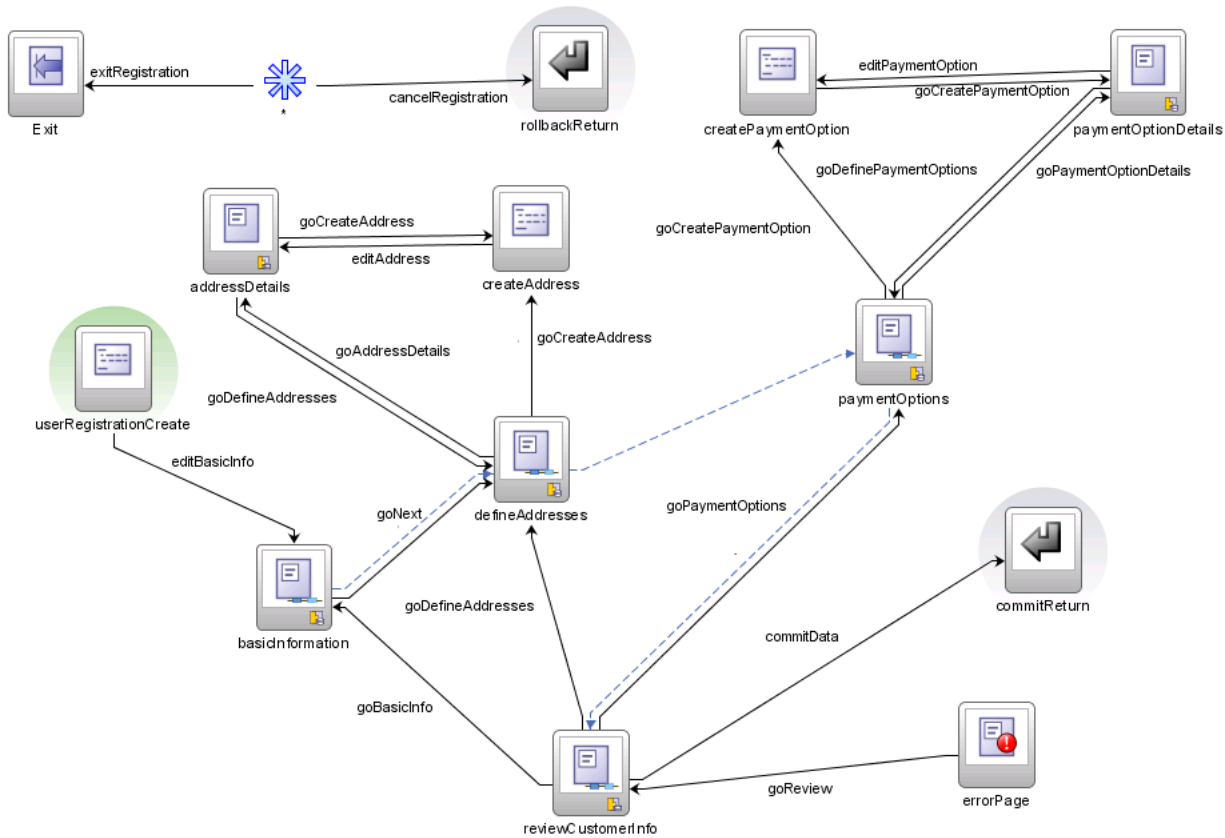 exitRegistration
Exit
*
cancelRegistration
rollbackReturn
editPaymentOption
goCreatePaymentOption
createPaymentOption
paymentOptionDetails
goDefinePaymentOptions
goPaymentOptionDetails
goCreatePaymentOption
goCreateAddress
editAddress
addressDetails
createAddress
goAddressDetails
goCreateAddress
goDefineAddresses
userRegistrationCreate
paymentOptions
editBasicInfo
goNext
defineAddresses
goPaymentOptions
basicInformation
goDefineAddresses
commitReturn
commitData
goBasicInfo
goReview
errorPage
reviewCustomerInfo